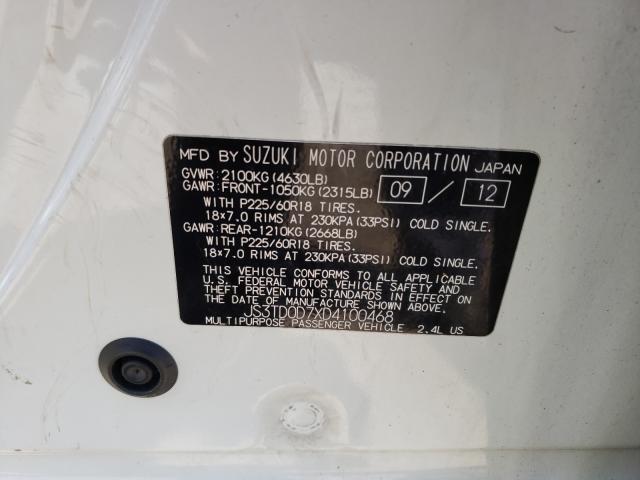 MFD BY SUZUKI MOTOR CORPORATION JAPAN
GVWR:2100KG(4630LB)
GAWR:FRONT-1050KG(2315LB) 09 / 12
WITH P225/60R18 TIRES.
18×7.0 RIMS AT 230KPA(33PSI) COLD SINGLE.
GAWR:REAR-1210KG(2668LB)
WITH P225/60R18 TIRES.
18×7.0 RIMS AT 230KPA(33PSI) COLD SINGLE.
THIS VEHICLE CONFORMS TO ALL APPLICABLE
U.S. FEDERAL MOTOR VEHICLE SAFETY AND
THEFT PREVENTION STANDARDS IN EFFECT ON
THE DATE OF MANUFACTURE SHOWN ABOVE.
JS3TD0D7XD4100468
MULTIPURPOSE PASSENGER VEHICLE 2.4L US